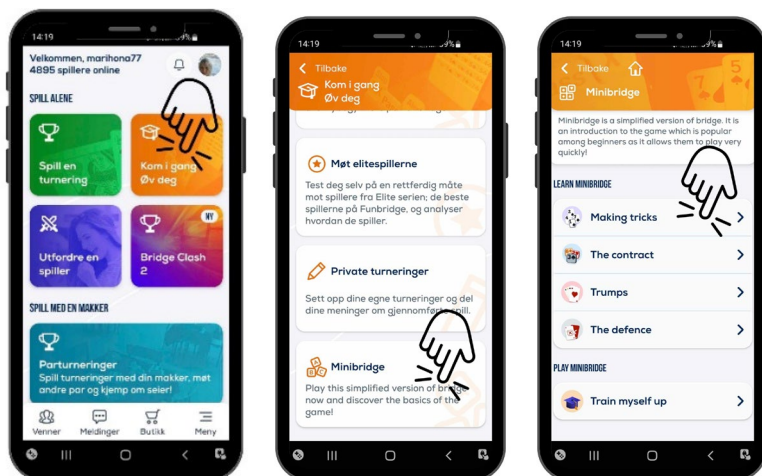 14:19
39%
Velkommen, marihona77
4895 spillere online
SPILL ALENE
Spill en
turnering
Kom i gang
Øv deg
Utfordre en
spiller
NY
Bridge Clash
2
SPILL MED EN MAKKER
Parturneringer
Spill turneringer med din makker, møt
andre par og kjemp om seier!
Venner
Meldinger
Butikk
Meny
14:19
39%
Tilbake
Kom i gang
Øv deg
Møt elitespillerne
Test deg selv på en rettferdig måte
mot spillere fra Elite serien; de beste
spillerne på Funbridge, og analyser
hvordan de spiller.
Private turneringer
Sett opp dine egne turneringer og del
dine meninger om gjennomførte spill.
A B C
Minibridge
Play this simplified version of bridge
now and discover the basics of the
game!
14:19
39%
Tilbake
Minibridge
7
5
Minibridge is a simplified version of bridge. It is
an introduction to the game which is popular
among beginners as it allows them to play very
quickly!
LEARN MINIBRIDGE
Making tricks
The contract
Trumps
The defence
PLAY MINIBRIDGE
Train myself up